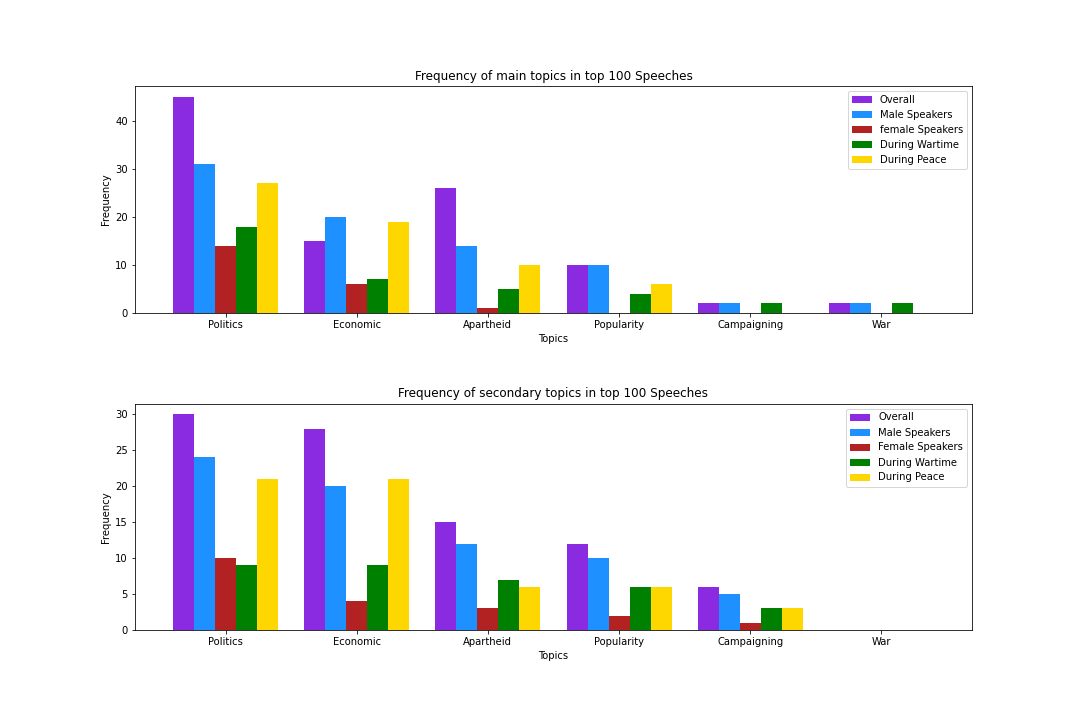 Frequency of main topics in top 100 Speeches
Overall
Male Speakers
female Speakers
During Wartime
During Peace
Frequency
40
30
20
10
0
Politics Economic Apartheid Popularity Campaigning War
Topics
Frequency of secondary topics in top 100 Speeches
Overall
Male Speakers
Female Speakers
During Wartime
During Peace
Frequency
30
25
20
15
10
5
0
Politics Economic Apartheid Popularity Campaigning War
Topics